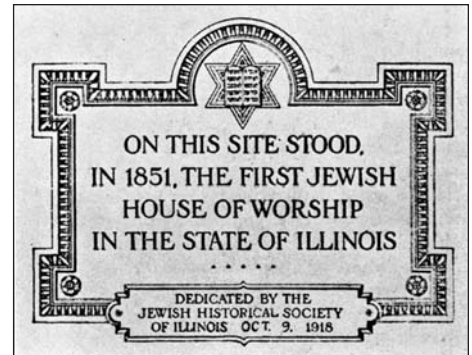 ON THIS SITE STOOD,
IN 1851, THE FIRST JEWISH
HOUSE OF WORSHIP
IN THE STATE OF ILLINOIS
DEDICATED BY THE
JEWISH HISTORICAL SOCIETY
OF ILLINOIS OCT. 9. 1918